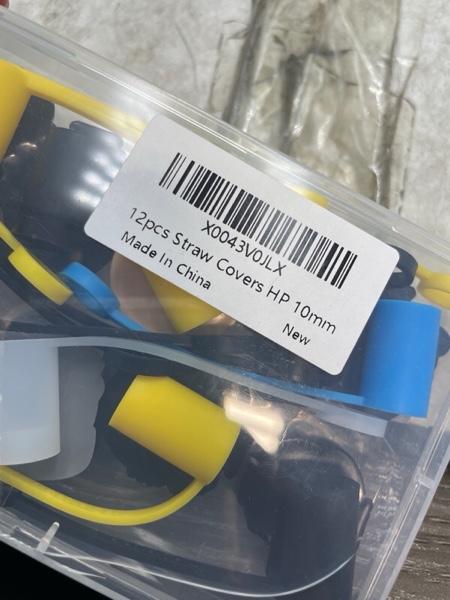 X0043V0JLX
12pcs Straw Covers HP 10mm
Made In China
New